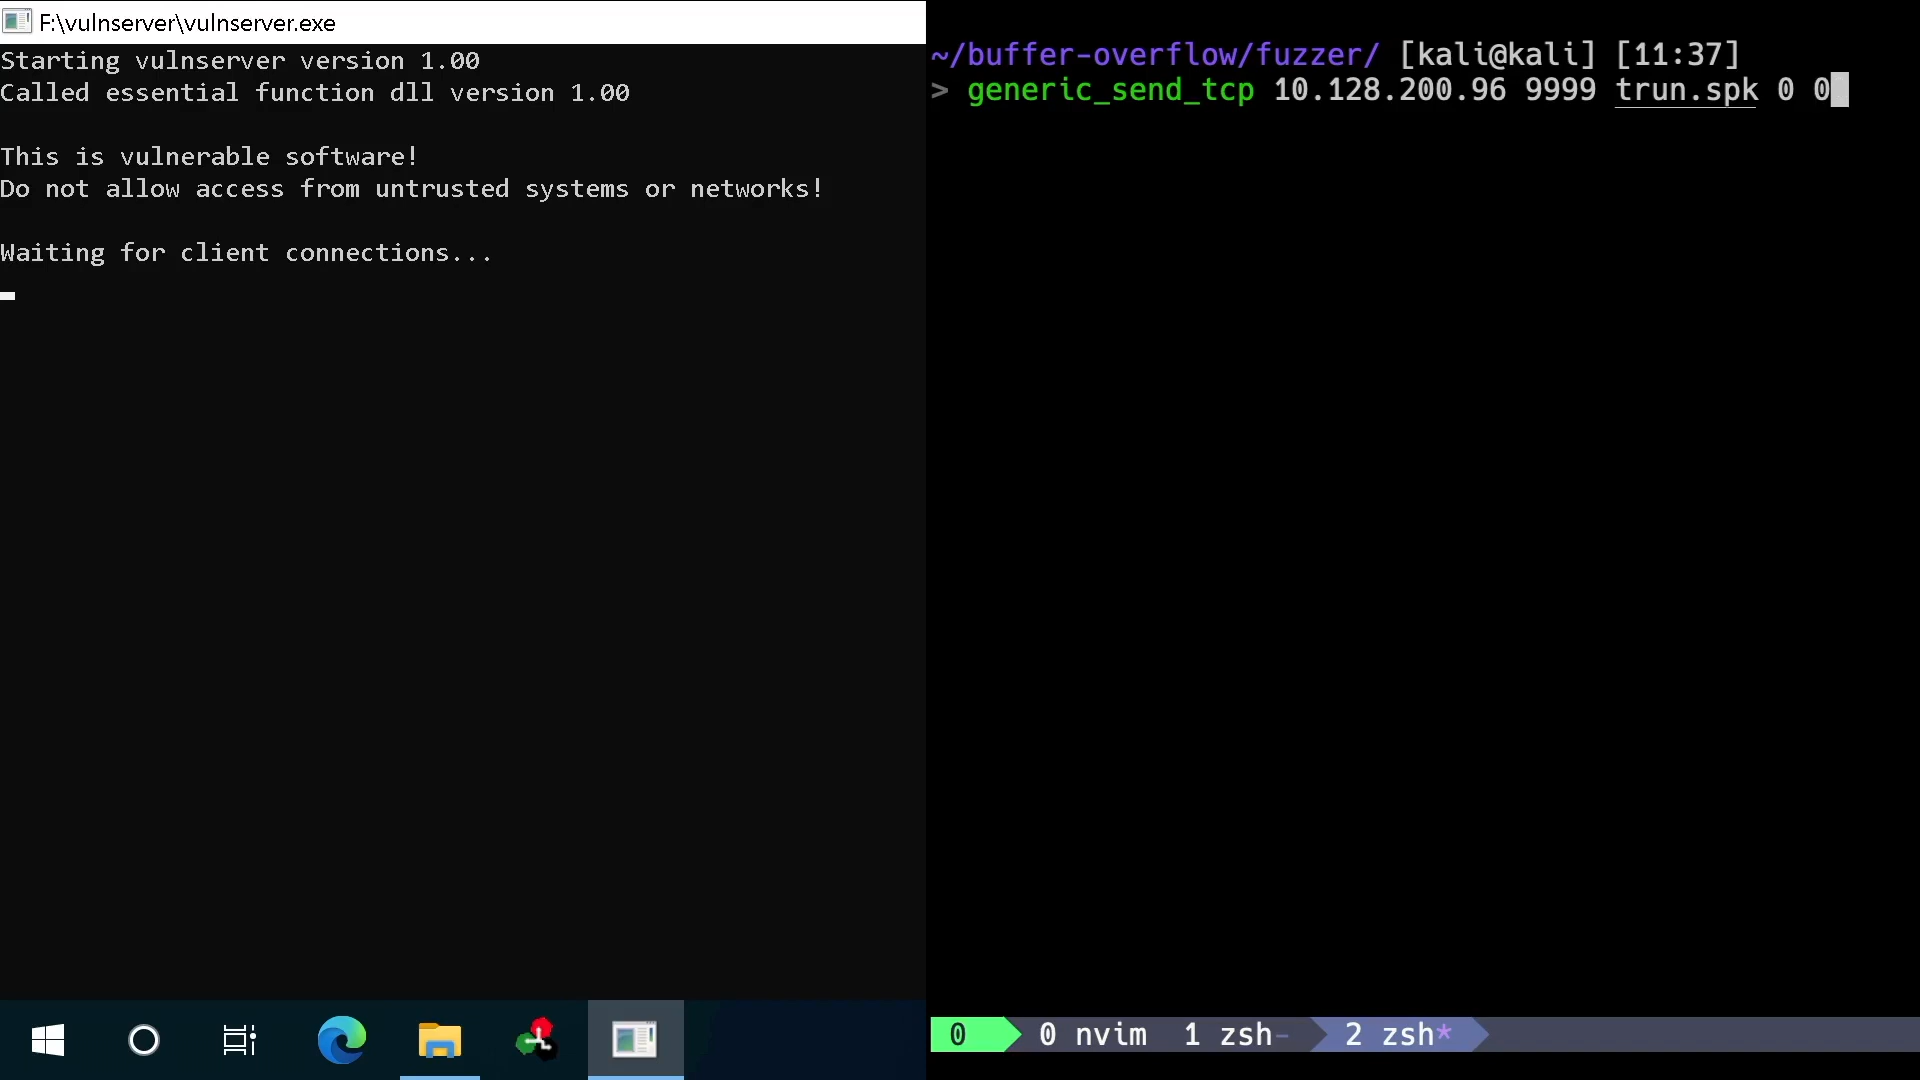 F:\vulnserver\vulnserver.exe
Starting vulnserver version 1.00
Called essential function dll version 1.00
This is vulnerable software!
Do not allow access from untrusted systems or networks!
Waiting for client connections...
~/buffer-overflow/fuzzer/ [kali@kali] [11:37]
> generic_send_tcp 10.128.200.96 9999 trun.spk 0 0
0 0 nvim 1 zsh- 2 zsh*